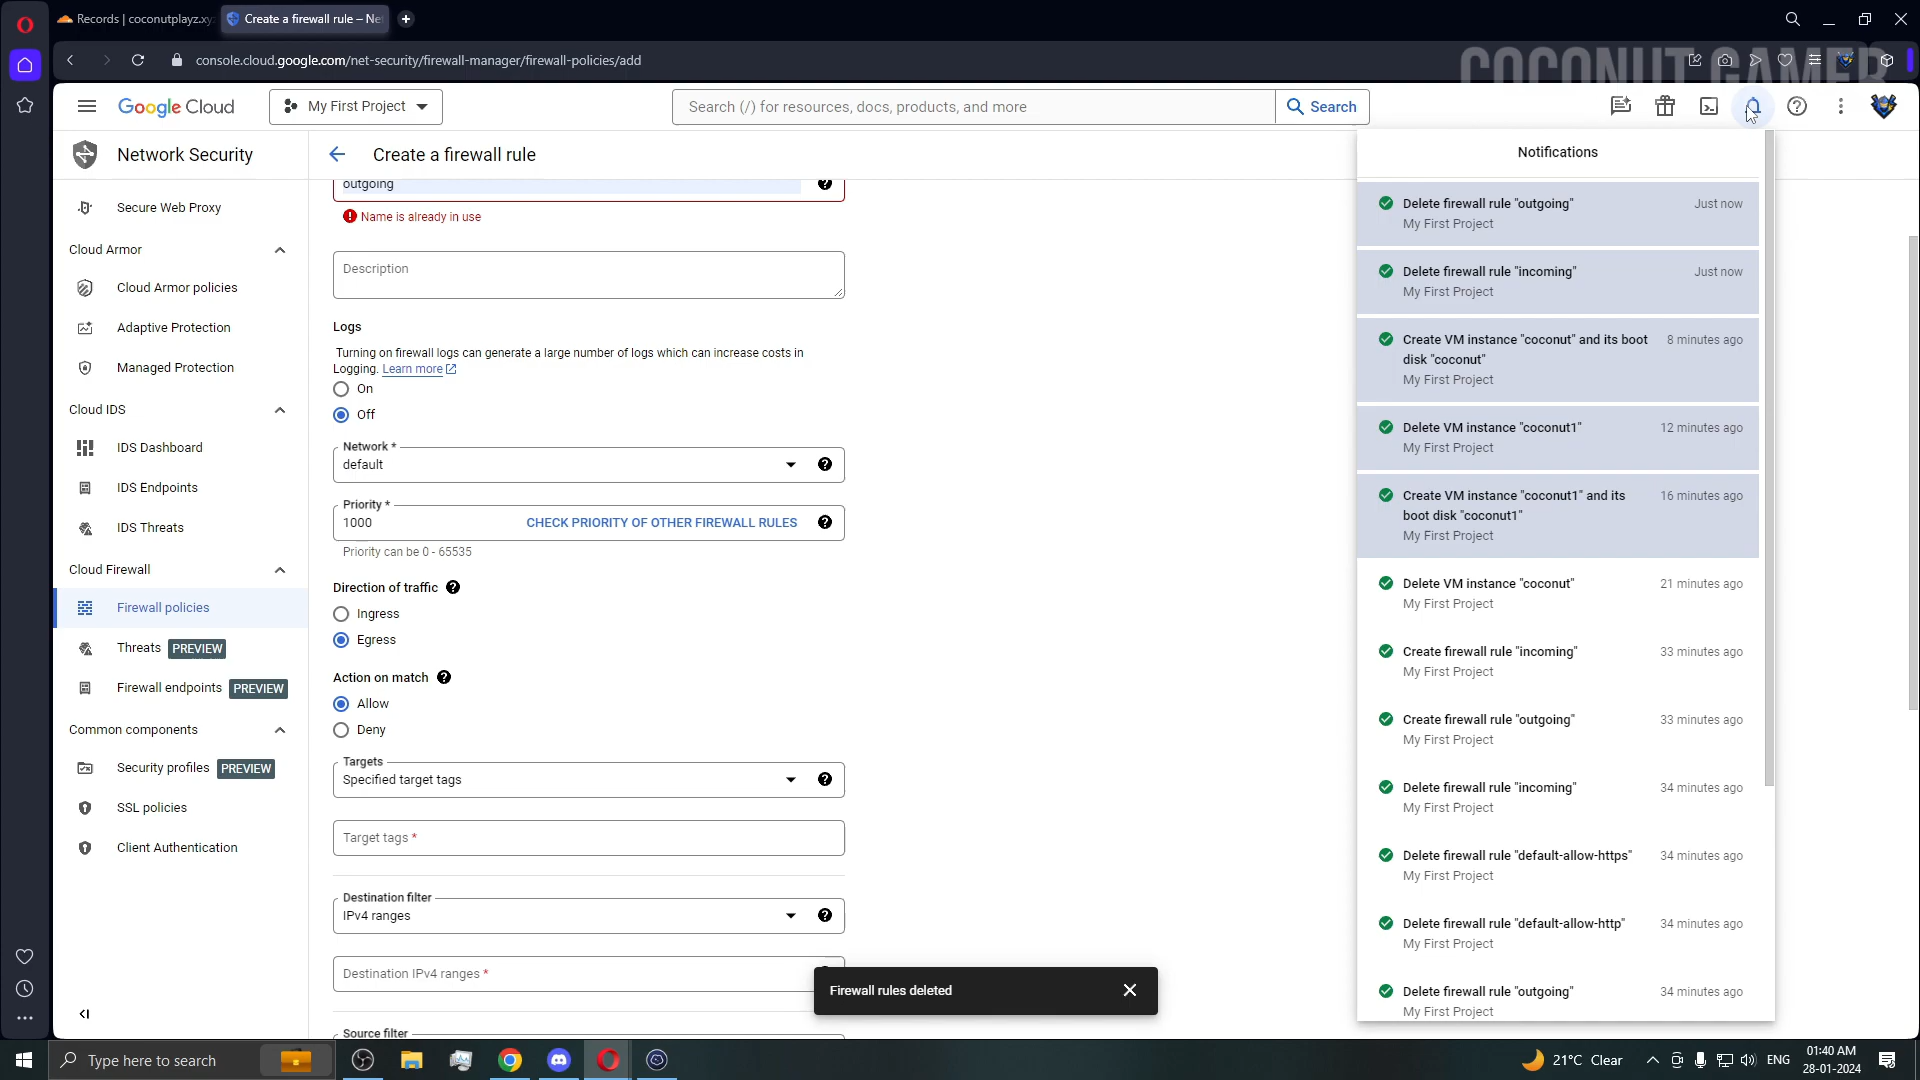 Records | coconutplayz.xy
Create a firewall rule – Ne
console.cloud.google.com/net-security/firewall-manager/firewall-policies/add
COCONUT GAMER
Google Cloud
My First Project
Search (/) for resources, docs, products, and more
Search
Network Security
Create a firewall rule
Secure Web Proxy
Cloud Armor
Cloud Armor policies
Adaptive Protection
Managed Protection
Cloud IDS
IDS Dashboard
IDS Endpoints
IDS Threats
Cloud Firewall
Firewall policies
Threats PREVIEW
Firewall endpoints PREVIEW
Common components
Security profiles PREVIEW
SSL policies
Client Authentication
outgoing
Name is already in use
Description
Logs
Turning on firewall logs can generate a large number of logs which can increase costs in
Logging. Learn more
On
Off
Network *
default
Priority *
1000
CHECK PRIORITY OF OTHER FIREWALL RULES
Priority can be 0 - 65535
Direction of traffic
Ingress
Egress
Action on match
Allow
Deny
Targets
Specified target tags
Target tags *
Destination filter
IPv4 ranges
Destination IPv4 ranges *
Source filter
Firewall rules deleted
Notifications
Delete firewall rule "outgoing" Just now
My First Project
Delete firewall rule "incoming" Just now
My First Project
Create VM instance "coconut" and its boot 8 minutes ago
disk "coconut"
My First Project
Delete VM instance "coconut1" 12 minutes ago
My First Project
Create VM instance "coconut1" and its 16 minutes ago
boot disk "coconut1"
My First Project
Delete VM instance "coconut" 21 minutes ago
My First Project
Create firewall rule "incoming" 33 minutes ago
My First Project
Create firewall rule "outgoing" 33 minutes ago
My First Project
Delete firewall rule "incoming" 34 minutes ago
My First Project
Delete firewall rule "default-allow-https" 34 minutes ago
My First Project
Delete firewall rule "default-allow-http" 34 minutes ago
My First Project
Delete firewall rule "outgoing" 34 minutes ago
My First Project
Type here to search
21°C Clear
ENG
01:40 AM
28-01-2024